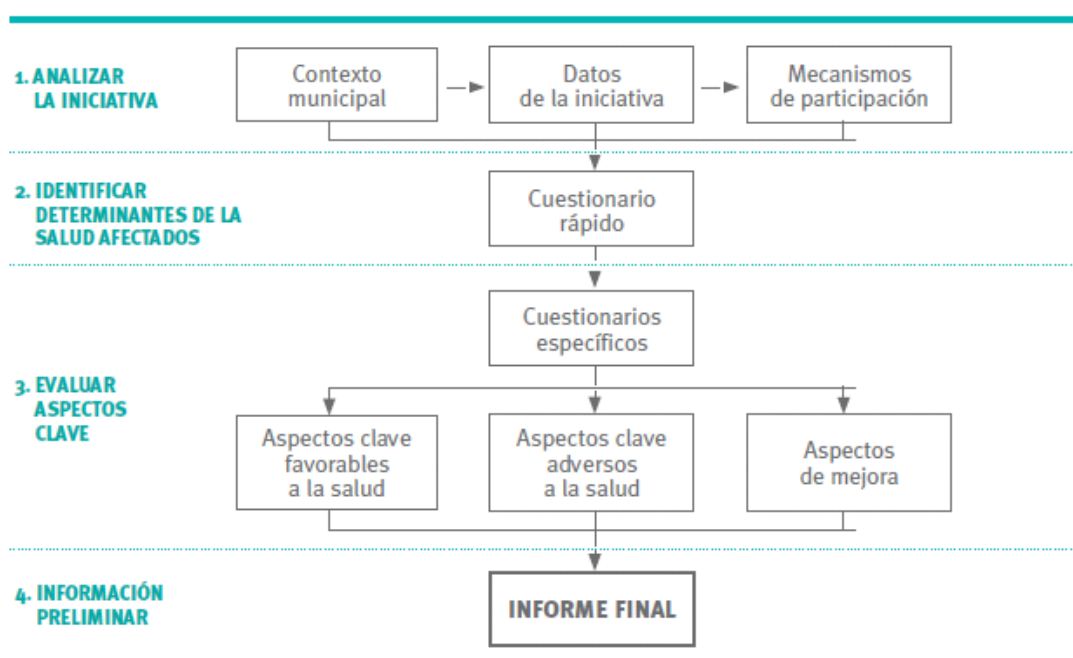 1. ANALIZAR
LA INICIATIVA
Contexto
municipal
Datos
de la iniciativa
Mecanismos
de participación
2. IDENTIFICAR
DETERMINANTES DE LA
SALUD AFECTADOS
Cuestionario
rápido
3. EVALUAR
ASPECTOS
CLAVE
Cuestionarios
específicos
Aspectos clave
favorables
a la salud
Aspectos clave
adversos
a la salud
Aspectos
de mejora
4. INFORMACIÓN
PRELIMINAR
INFORME FINAL